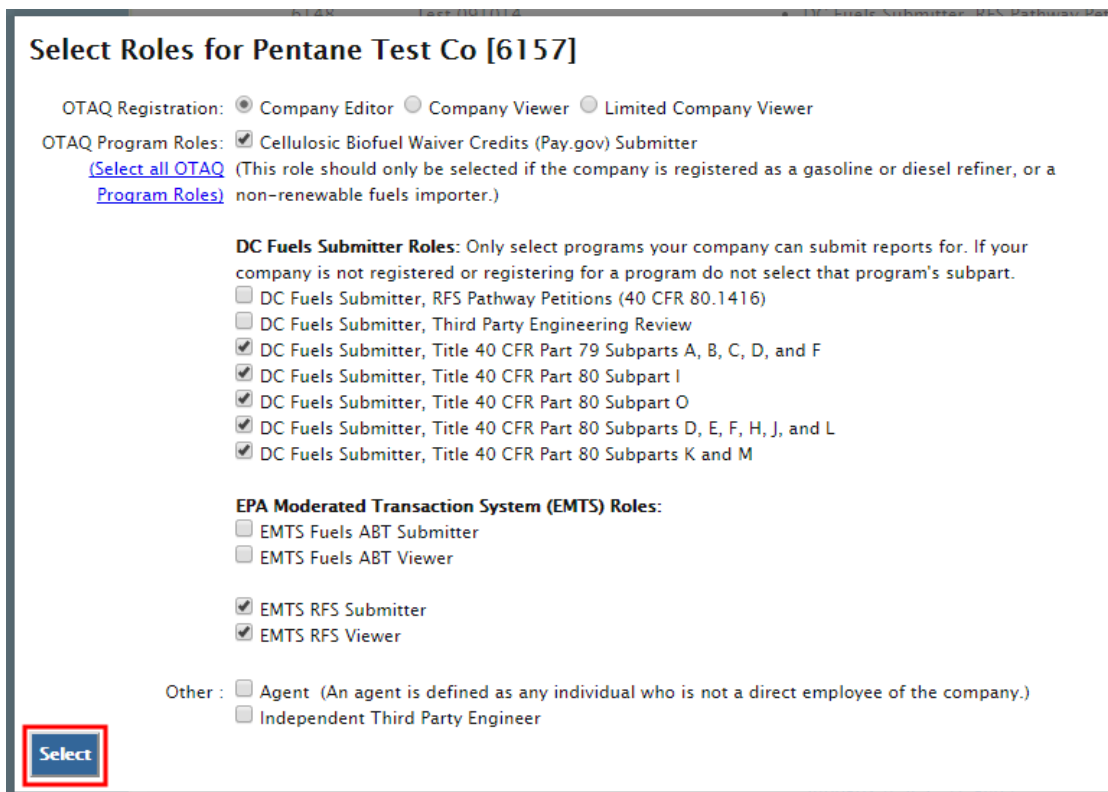 6148 Test 091014 • DC Fuels Submitter, RFS Pathway Pet
Select Roles for Pentane Test Co [6157]
OTAQ Registration: Company Editor Company Viewer Limited Company Viewer
OTAQ Program Roles: Cellulosic Biofuel Waiver Credits (Pay.gov) Submitter
(Select all OTAQ (This role should only be selected if the company is registered as a gasoline or diesel refiner, or a
Program Roles) non-renewable fuels importer.)
DC Fuels Submitter Roles: Only select programs your company can submit reports for. If your
company is not registered or registering for a program do not select that program's subpart.
DC Fuels Submitter, RFS Pathway Petitions (40 CFR 80.1416)
DC Fuels Submitter, Third Party Engineering Review
DC Fuels Submitter, Title 40 CFR Part 79 Subparts A, B, C, D, and F
DC Fuels Submitter, Title 40 CFR Part 80 Subpart I
DC Fuels Submitter, Title 40 CFR Part 80 Subpart O
DC Fuels Submitter, Title 40 CFR Part 80 Subparts D, E, F, H, J, and L
DC Fuels Submitter, Title 40 CFR Part 80 Subparts K and M
EPA Moderated Transaction System (EMTS) Roles:
EMTS Fuels ABT Submitter
EMTS Fuels ABT Viewer
EMTS RFS Submitter
EMTS RFS Viewer
Other : Agent (An agent is defined as any individual who is not a direct employee of the company.)
Independent Third Party Engineer
Select